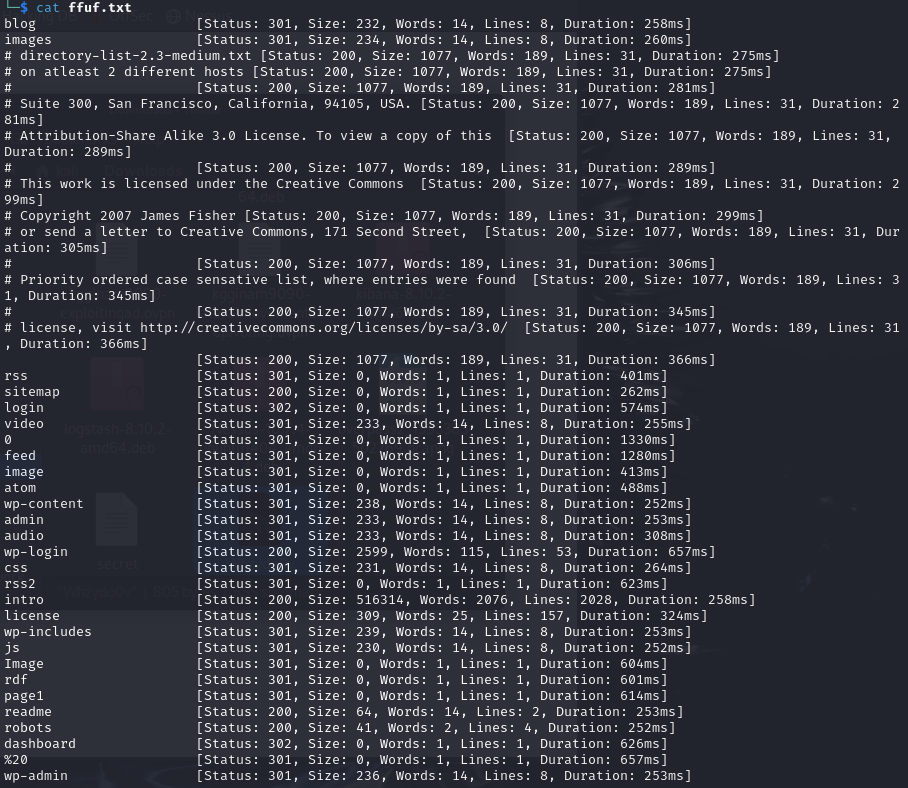 └─$ cat ffuf.txt
blog [Status: 301, Size: 232, Words: 14, Lines: 8, Duration: 258ms]
images [Status: 301, Size: 234, Words: 14, Lines: 8, Duration: 260ms]
# directory-list-2.3-medium.txt [Status: 200, Size: 1077, Words: 189, Lines: 31, Duration: 275ms]
# on atleast 2 different hosts [Status: 200, Size: 1077, Words: 189, Lines: 31, Duration: 275ms]
# [Status: 200, Size: 1077, Words: 189, Lines: 31, Duration: 281ms]
# Suite 300, San Francisco, California, 94105, USA. [Status: 200, Size: 1077, Words: 189, Lines: 31, Duration: 2
81ms]
# Attribution-Share Alike 3.0 License. To view a copy of this  [Status: 200, Size: 1077, Words: 189, Lines: 31,
Duration: 289ms]
# [Status: 200, Size: 1077, Words: 189, Lines: 31, Duration: 289ms]
# This work is licensed under the Creative Commons  [Status: 200, Size: 1077, Words: 189, Lines: 31, Duration: 2
99ms]
# Copyright 2007 James Fisher [Status: 200, Size: 1077, Words: 189, Lines: 31, Duration: 299ms]
# or send a letter to Creative Commons, 171 Second Street,  [Status: 200, Size: 1077, Words: 189, Lines: 31, Dur
ation: 305ms]
# [Status: 200, Size: 1077, Words: 189, Lines: 31, Duration: 306ms]
# Priority ordered case sensative list, where entries were found  [Status: 200, Size: 1077, Words: 189, Lines: 3
1, Duration: 345ms]
# [Status: 200, Size: 1077, Words: 189, Lines: 31, Duration: 345ms]
# license, visit http://creativecommons.org/licenses/by-sa/3.0/  [Status: 200, Size: 1077, Words: 189, Lines: 31
, Duration: 366ms]
[Status: 200, Size: 1077, Words: 189, Lines: 31, Duration: 366ms]
rss [Status: 301, Size: 0, Words: 1, Lines: 1, Duration: 401ms]
sitemap [Status: 200, Size: 0, Words: 1, Lines: 1, Duration: 262ms]
login [Status: 302, Size: 0, Words: 1, Lines: 1, Duration: 574ms]
video [Status: 301, Size: 233, Words: 14, Lines: 8, Duration: 255ms]
0 [Status: 301, Size: 0, Words: 1, Lines: 1, Duration: 1330ms]
feed [Status: 301, Size: 0, Words: 1, Lines: 1, Duration: 1280ms]
image [Status: 301, Size: 0, Words: 1, Lines: 1, Duration: 413ms]
atom [Status: 301, Size: 0, Words: 1, Lines: 1, Duration: 488ms]
wp-content [Status: 301, Size: 238, Words: 14, Lines: 8, Duration: 252ms]
admin [Status: 301, Size: 233, Words: 14, Lines: 8, Duration: 253ms]
audio [Status: 301, Size: 233, Words: 14, Lines: 8, Duration: 308ms]
wp-login [Status: 200, Size: 2599, Words: 115, Lines: 53, Duration: 657ms]
css [Status: 301, Size: 231, Words: 14, Lines: 8, Duration: 264ms]
rss2 [Status: 301, Size: 0, Words: 1, Lines: 1, Duration: 623ms]
intro [Status: 200, Size: 516314, Words: 2076, Lines: 2028, Duration: 258ms]
license [Status: 200, Size: 309, Words: 25, Lines: 157, Duration: 324ms]
wp-includes [Status: 301, Size: 239, Words: 14, Lines: 8, Duration: 253ms]
js [Status: 301, Size: 230, Words: 14, Lines: 8, Duration: 252ms]
Image [Status: 301, Size: 0, Words: 1, Lines: 1, Duration: 604ms]
rdf [Status: 301, Size: 0, Words: 1, Lines: 1, Duration: 601ms]
page1 [Status: 301, Size: 0, Words: 1, Lines: 1, Duration: 614ms]
readme [Status: 200, Size: 64, Words: 14, Lines: 2, Duration: 253ms]
robots [Status: 200, Size: 41, Words: 2, Lines: 4, Duration: 252ms]
dashboard [Status: 302, Size: 0, Words: 1, Lines: 1, Duration: 626ms]
%20 [Status: 301, Size: 0, Words: 1, Lines: 1, Duration: 657ms]
wp-admin [Status: 301, Size: 236, Words: 14, Lines: 8, Duration: 253ms]